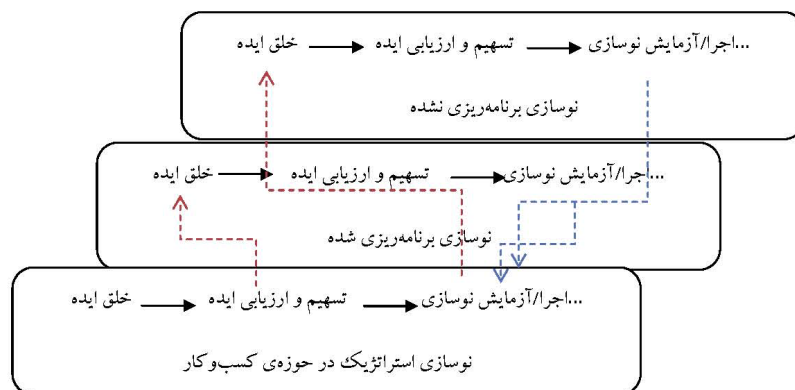 خلق ایده تسهیم و ارزیابی ایده اجرا/آزمایش نوسازی...
نوسازی برنامه‌ریزی نشده
خلق ایده تسهیم و ارزیابی ایده اجرا/آزمایش نوسازی...
نوسازی برنامه‌ریزی شده
خلق ایده تسهیم و ارزیابی ایده اجرا/آزمایش نوسازی...
نوسازی استراتژیک در حوزه‌ی کسب‌وکار